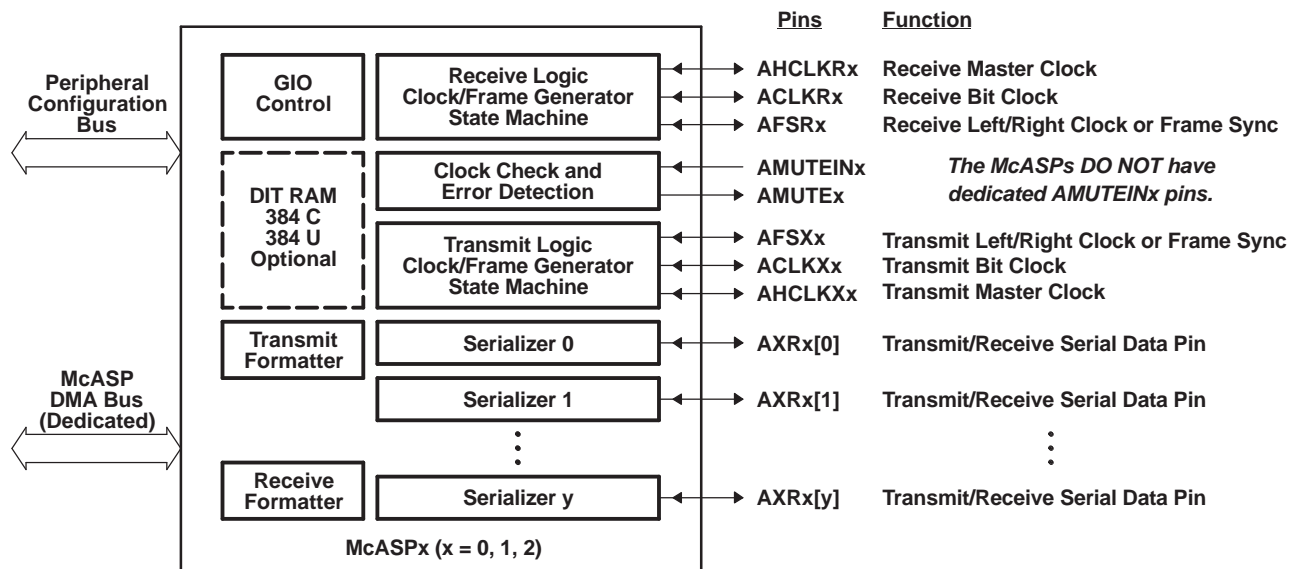 Pins Function
Peripheral
Configuration
Bus
GIO
Control
Receive Logic
Clock/Frame Generator
State Machine
AHCLKRx Receive Master Clock
ACLKRx Receive Bit Clock
AFSRx Receive Left/Right Clock or Frame Sync
DIT RAM
384 C
384 U
Optional
Clock Check and
Error Detection
AMUTEINx
AMUTEx
The McASPs DO NOT have
dedicated AMUTEINx pins.
Transmit Logic
Clock/Frame Generator
State Machine
AFSXx Transmit Left/Right Clock or Frame Sync
ACLKXx Transmit Bit Clock
AHCLKXx Transmit Master Clock
Transmit
Formatter
Serializer 0
AXRx[0] Transmit/Receive Serial Data Pin
McASP
DMA Bus
(Dedicated)
Serializer 1
AXRx[1] Transmit/Receive Serial Data Pin
Receive
Formatter
Serializer y
AXRx[y] Transmit/Receive Serial Data Pin
McASPx (x = 0, 1, 2)